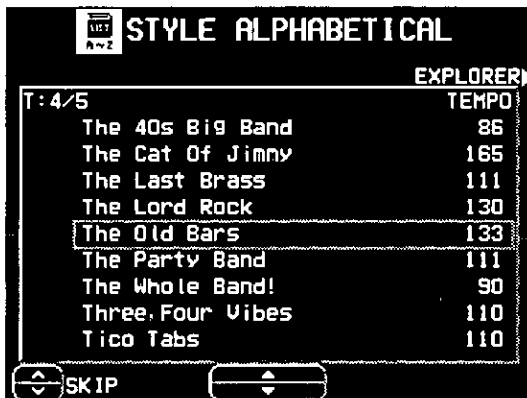 LIST
A~Z
STYLE ALPHABETICAL
EXPLORER
T:4/5 TEMPO
The 40s Big Band 86
The Cat Of Jimmy 165
The Last Brass 111
The Lord Rock 130
The Old Bars 133
The Party Band 111
The Whole Band! 90
Three,Four Vibes 110
Tico Tabs 110
SKIP